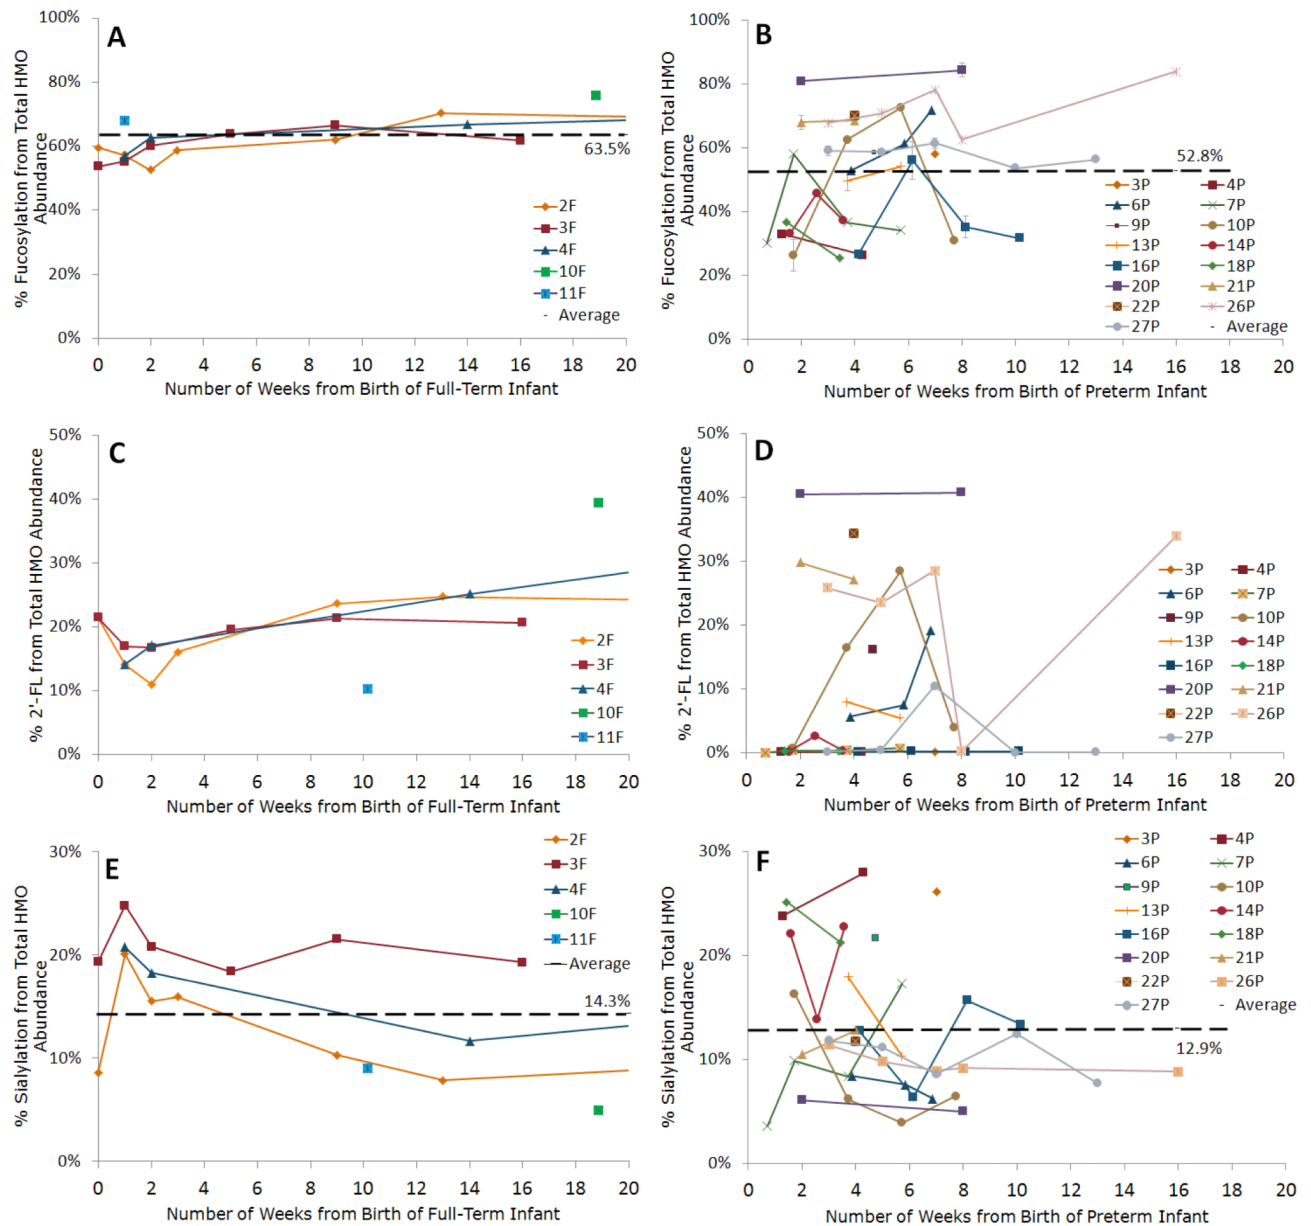 A
% Fucosylation from Total HMO
Abundance
100%
80%
60%
40%
20%
0%
63.5%
2F
3F
4F
10F
11F
- Average
0 2 4 6 8 10 12 14 16 18 20
Number of Weeks from Birth of Full-Term Infant
B
% Fucosylation from Total HMO
Abundance
100%
80%
60%
40%
20%
0%
52.8%
3P 4P
6P 7P
9P 10P
13P 14P
16P 18P
20P 21P
22P 26P
27P - Average
0 2 4 6 8 10 12 14 16 18 20
Number of Weeks from Birth of Preterm Infant
C
% 2'-FL from Total HMO Abundance
50%
40%
30%
20%
10%
0%
2F
3F
4F
10F
11F
0 2 4 6 8 10 12 14 16 18 20
Number of Weeks from Birth of Full-Term Infant
D
% 2'-FL from Total HMO Abundance
50%
40%
30%
20%
10%
0%
3P 4P
6P 7P
9P 10P
13P 14P
16P 18P
20P 21P
22P 26P
27P
0 2 4 6 8 10 12 14 16 18 20
Number of Weeks from Birth of Preterm Infant
E
% Sialylation from Total HMO
Abundance
30%
20%
10%
0%
2F
3F
4F
10F
11F
Average
14.3%
0 2 4 6 8 10 12 14 16 18 20
Number of Weeks from Birth of Full-Term Infant
F
% Sialylation from Total HMO
Abundance
30%
20%
10%
0%
3P 4P
6P 7P
9P 10P
13P 14P
16P 18P
20P 21P
22P 26P
27P - Average
12.9%
0 2 4 6 8 10 12 14 16 18 20
Number of Weeks from Birth of Preterm Infant